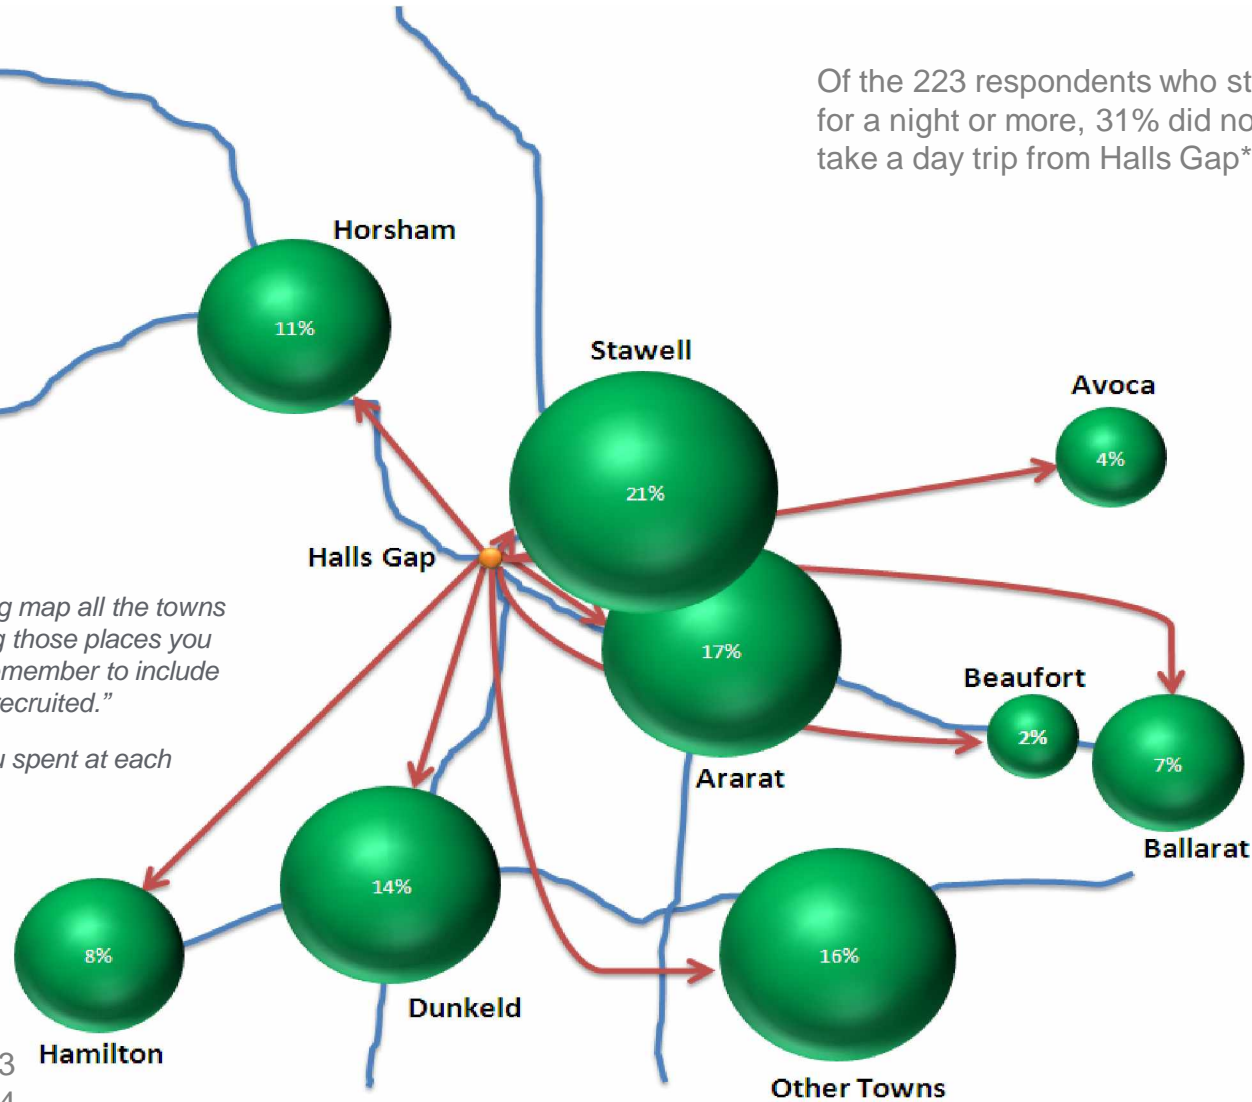 Of the 223 respondents who st
for a night or more, 31% did no
take a day trip from Halls Gap*
Horsham
11%
Stawell
21%
Avoca
4%
Halls Gap
g map all the towns
g those places you
member to include
recruited.”
u spent at each
17%
Ararat
Beaufort
2%
7%
Ballarat
14%
Dunkeld
8%
Hamilton
16%
Other Towns
3
4